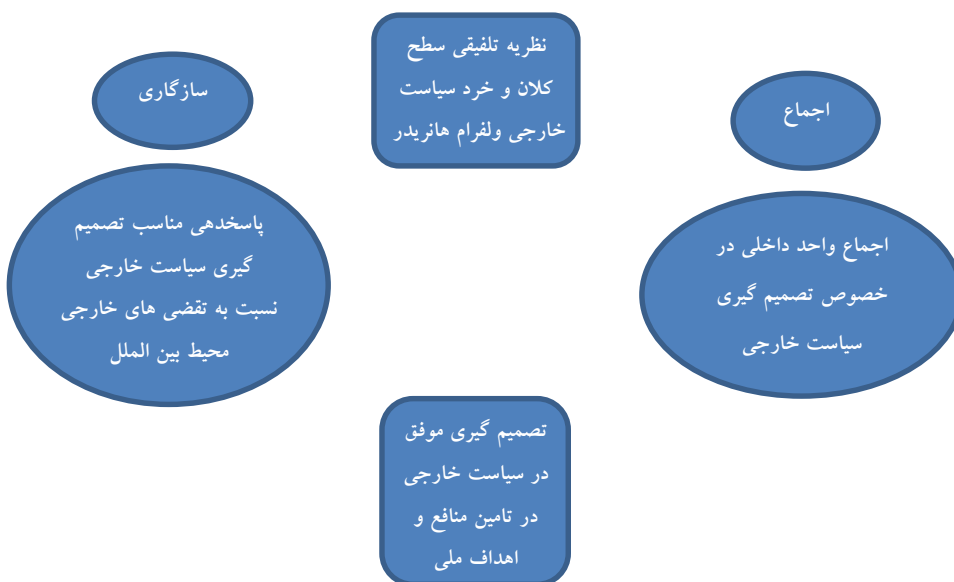 نظریه تلفیقی سطح
کلان و خرد سیاست
خارجی ولفرام هانریدر
اجماع
سازگاری
اجماع واحد داخلی در
خصوص تصمیم گیری
سیاست خارجی
پاسخدهی مناسب تصمیم
گیری سیاست خارجی
نسبت به تقضی های خارجی
محیط بین الملل
تصمیم گیری موفق
در سیاست خارجی
در تامین منافع و
اهداف ملی